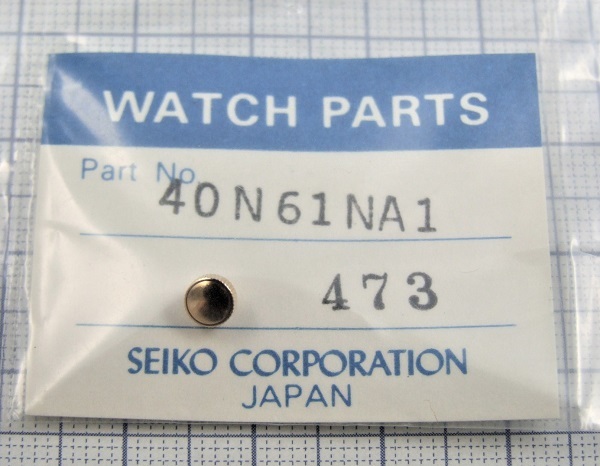 WATCH PARTS
Part No.
40N61NA1
473
SEIKO CORPORATION
JAPAN